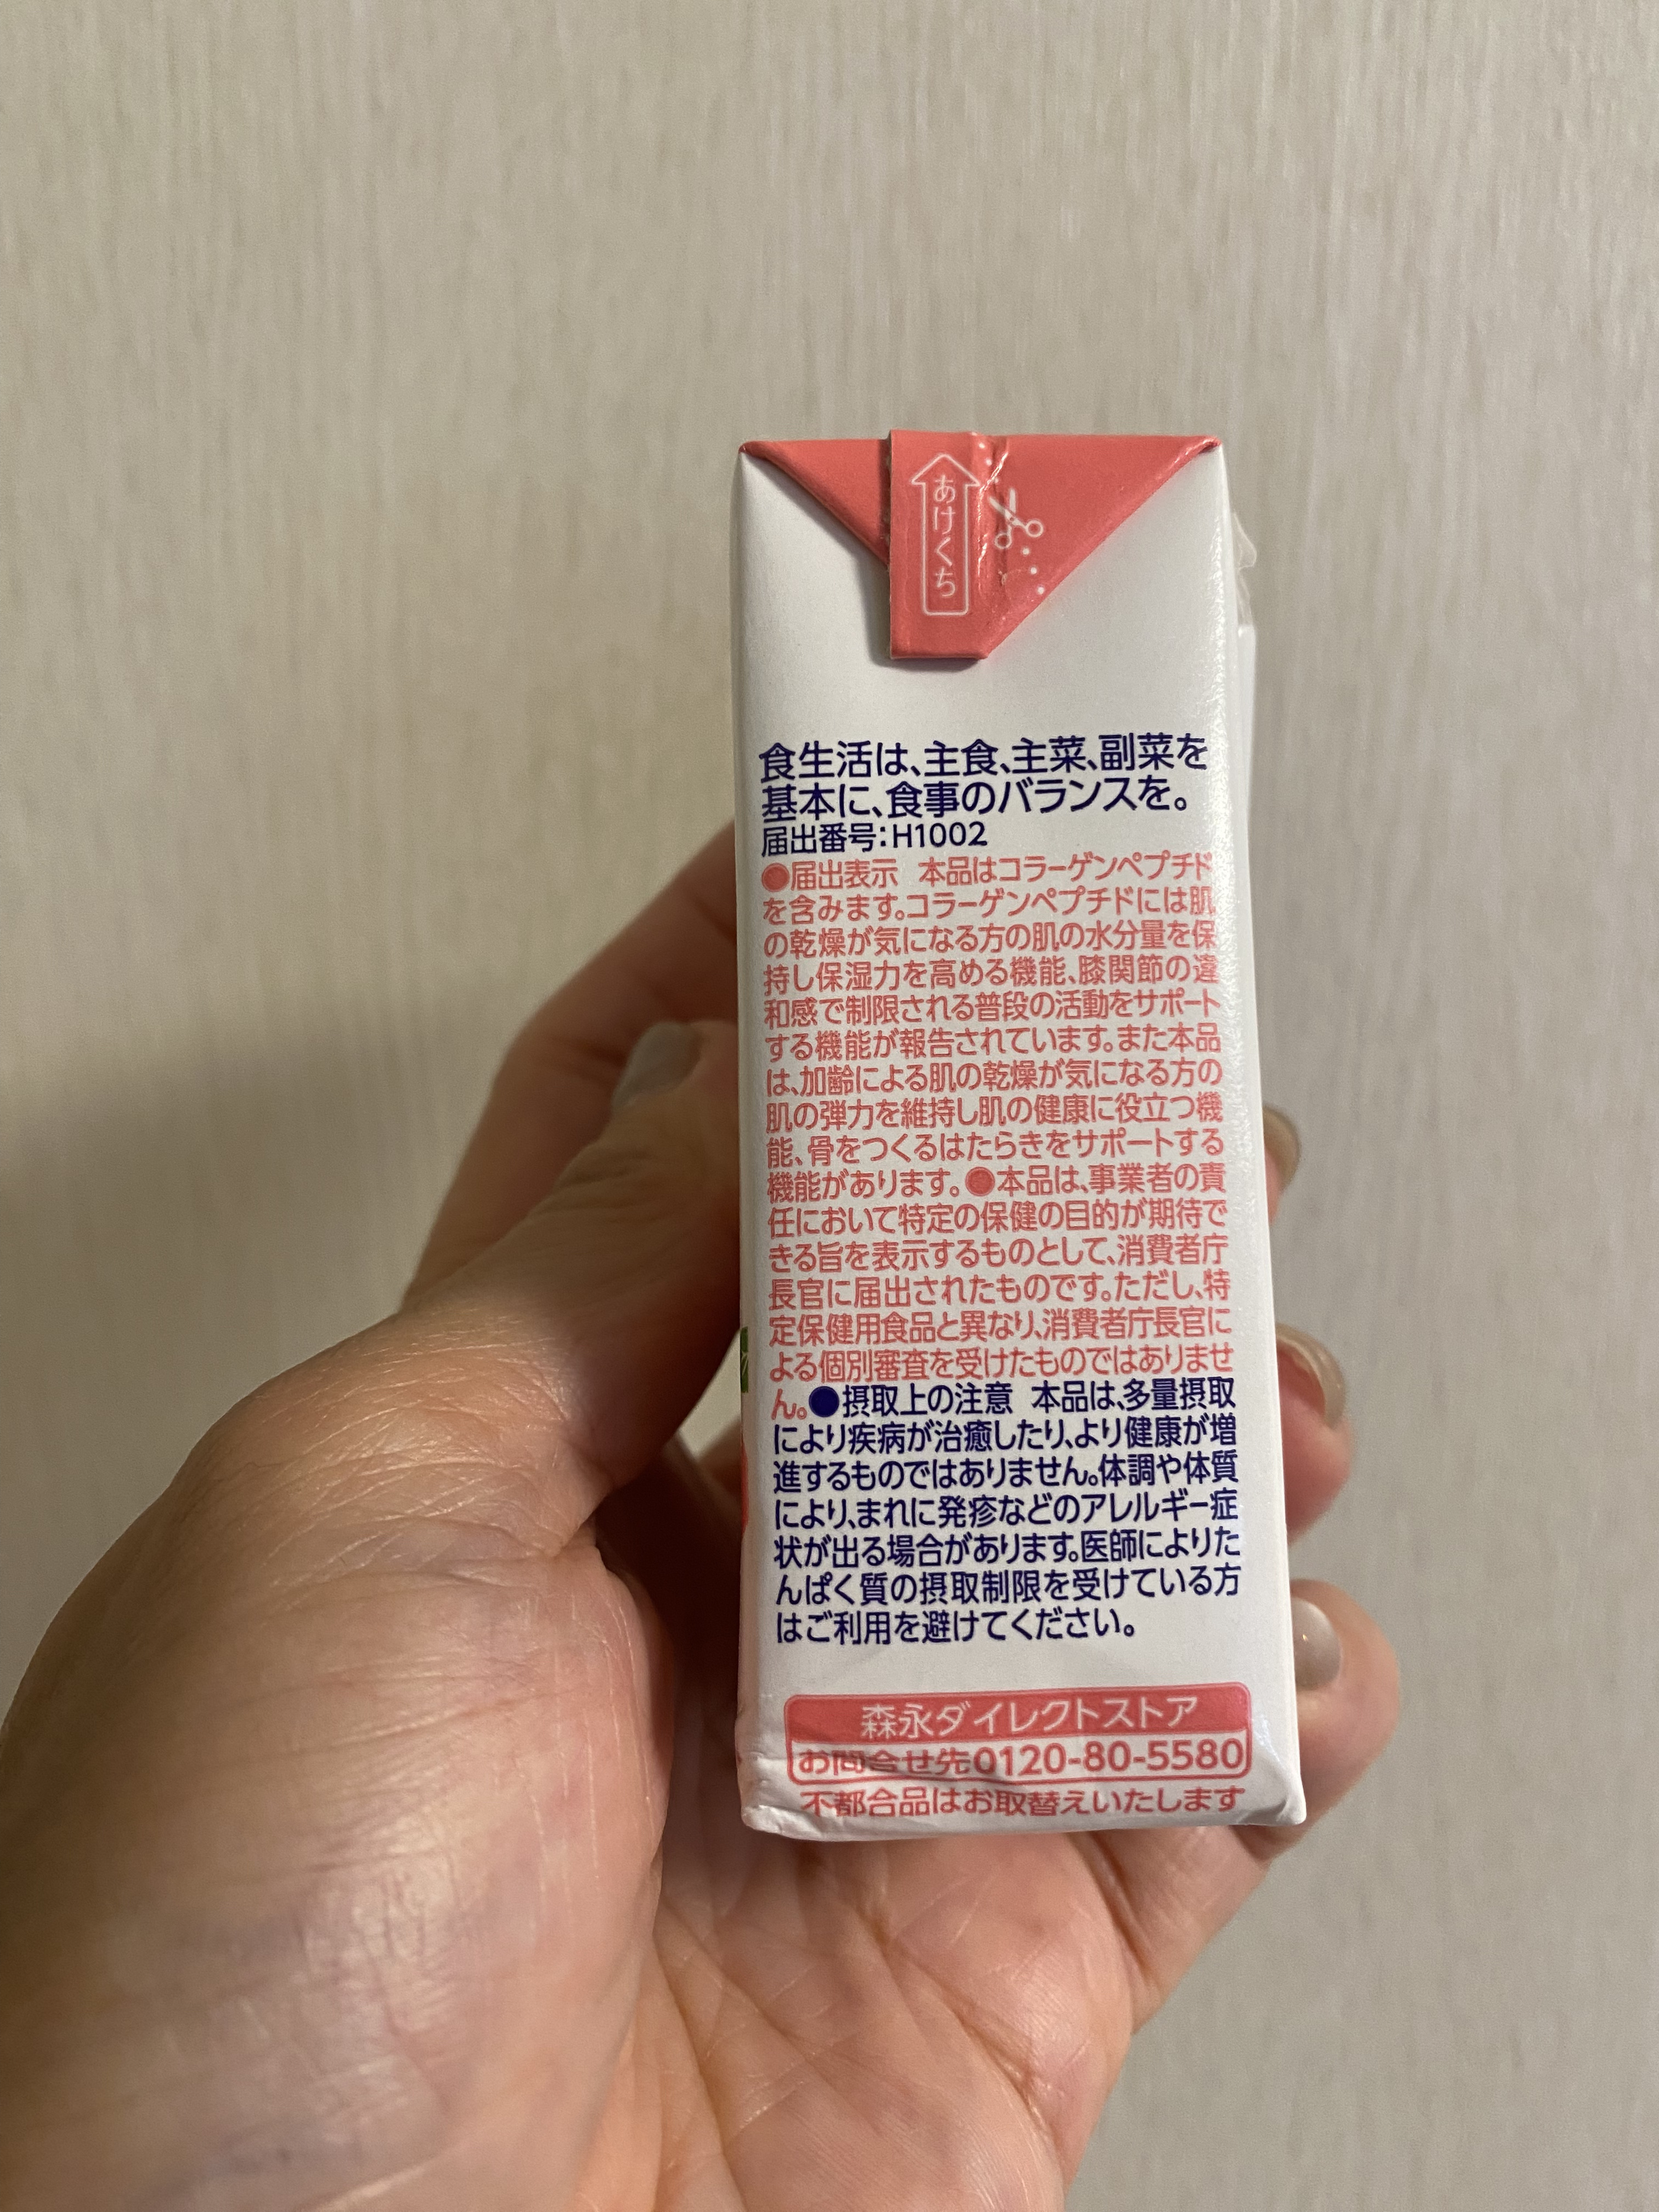 あけくち
食生活は、主食、主菜、副菜を
基本に、食事のバランスを。
届出番号:H1002
●届出表示 本品はコラーゲンペプチド
を含みます。コラーゲンペプチドには肌
の乾燥が気になる方の肌の水分量を保
持し保湿力を高める機能、膝関節の違
和感で制限される普段の活動をサポート
する機能が報告されています。また本品
は、加齢による肌の乾燥が気になる方の
肌の弾力を維持し肌の健康に役立つ機
能、骨をつくるはたらきをサポートする
機能があります。●本品は、事業者の責
任において特定の保健の目的が期待で
きる旨を表示するものとして、消費者庁
長官に届出されたものです。ただし、特
定保健用食品と異なり、消費者庁長官に
よる個別審査を受けたものではありませ
ん。●摂取上の注意 本品は、多量摂取
により疾病が治癒したり、より健康が増
進するものではありません。体調や体質
により、まれに発疹などのアレルギー症
状が出る場合があります。医師によりた
んぱく質の摂取制限を受けている方
はご利用を避けてください。
森永ダイレクトストア
お問合せ先0120-80-5580
不都合品はお取替えいたします